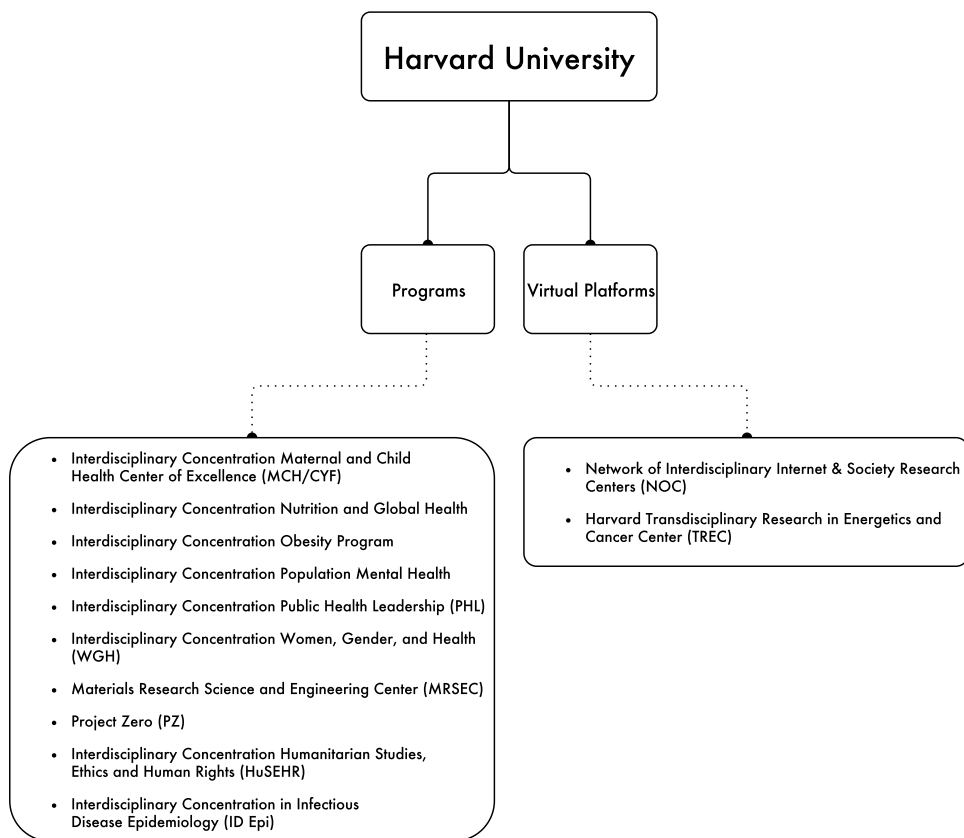 Harvard University
Programs
Virtual Platforms
• Interdisciplinary Concentration Maternal and Child
Health Center of Excellence (MCH/CYF)
• Interdisciplinary Concentration Nutrition and Global Health
• Interdisciplinary Concentration Obesity Program
• Interdisciplinary Concentration Population Mental Health
• Interdisciplinary Concentration Public Health Leadership (PHL)
• Interdisciplinary Concentration Women, Gender, and Health
(WGH)
• Materials Research Science and Engineering Center (MRSEC)
• Project Zero (PZ)
• Interdisciplinary Concentration Humanitarian Studies,
Ethics and Human Rights (HuSEHR)
• Interdisciplinary Concentration in Infectious
Disease Epidemiology (ID Epi)
• Network of Interdisciplinary Internet & Society Research
Centers (NOC)
• Harvard Transdisciplinary Research in Energetics and
Cancer Center (TREC)